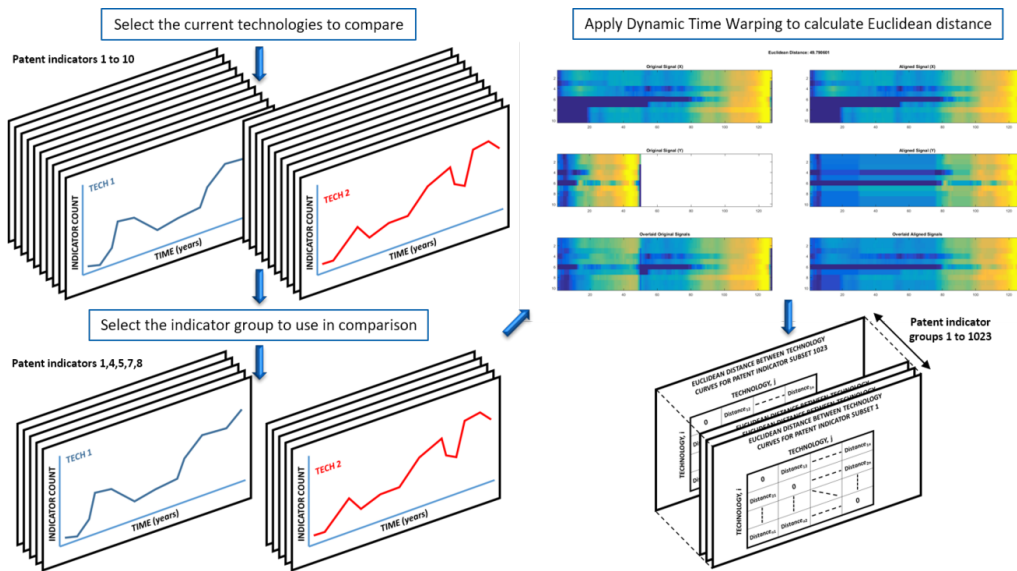 Select the current technologies to compare
Patent indicators 1 to 10
INDICATOR COUNT
TECH 1
TIME (years)
INDICATOR COUNT
TECH 2
TIME (years)
Select the indicator group to use in comparison
Patent indicators 1,4,5,7,8
INDICATOR COUNT
TECH 1
TIME (years)
INDICATOR COUNT
TECH 2
TIME (years)
Apply Dynamic Time Warping to calculate Euclidean distance
Original Signal (X)
Aligned Signal (X)
Original Signal (Y)
Aligned Signal (Y)
Overlaid Original Signals
Overlaid Aligned Signals
Patent indicator
groups 1 to 1023
EUCLIDEAN DISTANCE BETWEEN TECHNOLOGY
CURVES FOR PATENT INDICATOR SUBSET 1023
TECHNOLOGY, j
TECHNOLOGY, i
EUCLIDEAN DISTANCE BETWEEN TECHNOLOGY
CURVES FOR PATENT INDICATOR SUBSET 1
TECHNOLOGY, j
TECHNOLOGY, i
0
0
0